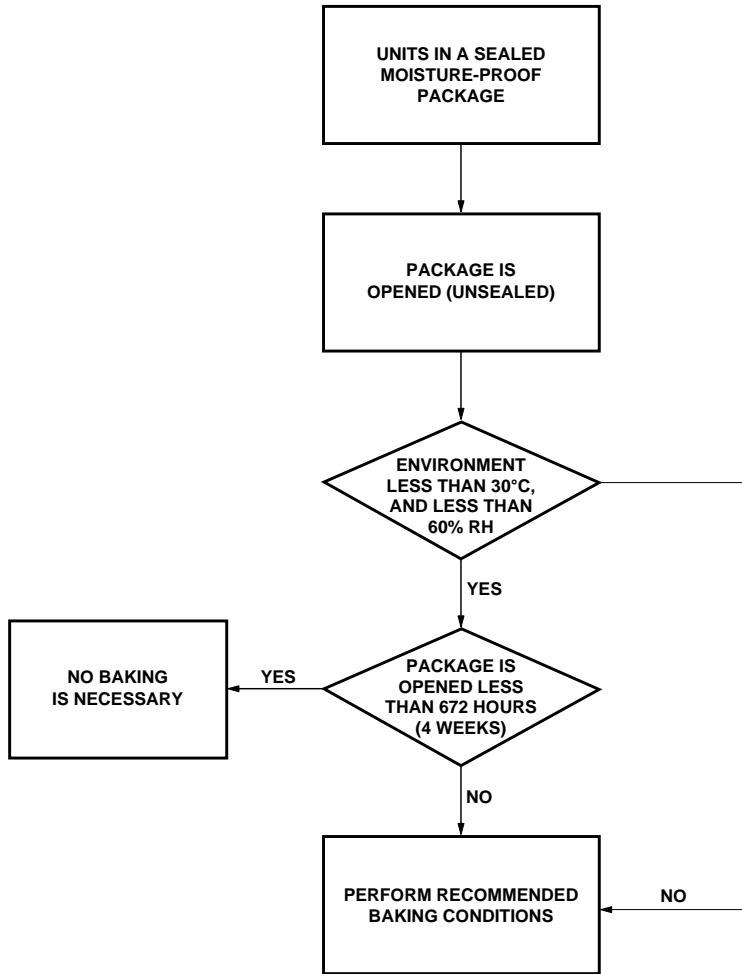 UNITS IN A SEALED
MOISTURE-PROOF
PACKAGE
PACKAGE IS
OPENED (UNSEALED)
ENVIRONMENT
LESS THAN 30°C,
AND LESS THAN
60% RH
YES
NO BAKING
IS NECESSARY
YES
PACKAGE IS
OPENED LESS
THAN 672 HOURS
(4 WEEKS)
NO
PERFORM RECOMMENDED
BAKING CONDITIONS
NO